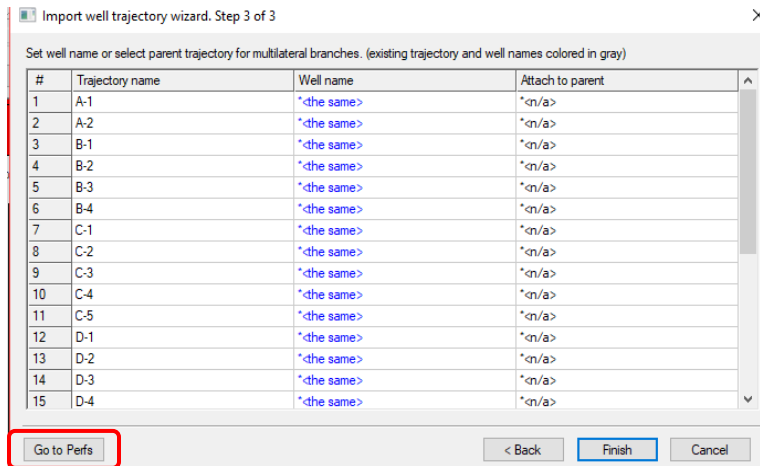 Import well trajectory wizard. Step 3 of 3
Set well name or select parent trajectory for multilateral branches. (existing trajectory and well names colored in gray)
# Trajectory name Well name Attach to parent
1 A-1 *<the same> *<n/a>
2 A-2 *<the same> *<n/a>
3 B-1 *<the same> *<n/a>
4 B-2 *<the same> *<n/a>
5 B-3 *<the same> *<n/a>
6 B-4 *<the same> *<n/a>
7 C-1 *<the same> *<n/a>
8 C-2 *<the same> *<n/a>
9 C-3 *<the same> *<n/a>
10 C-4 *<the same> *<n/a>
11 C-5 *<the same> *<n/a>
12 D-1 *<the same> *<n/a>
13 D-2 *<the same> *<n/a>
14 D-3 *<the same> *<n/a>
15 D-4 *<the same> *<n/a>
Go to Perfs < Back Finish Cancel